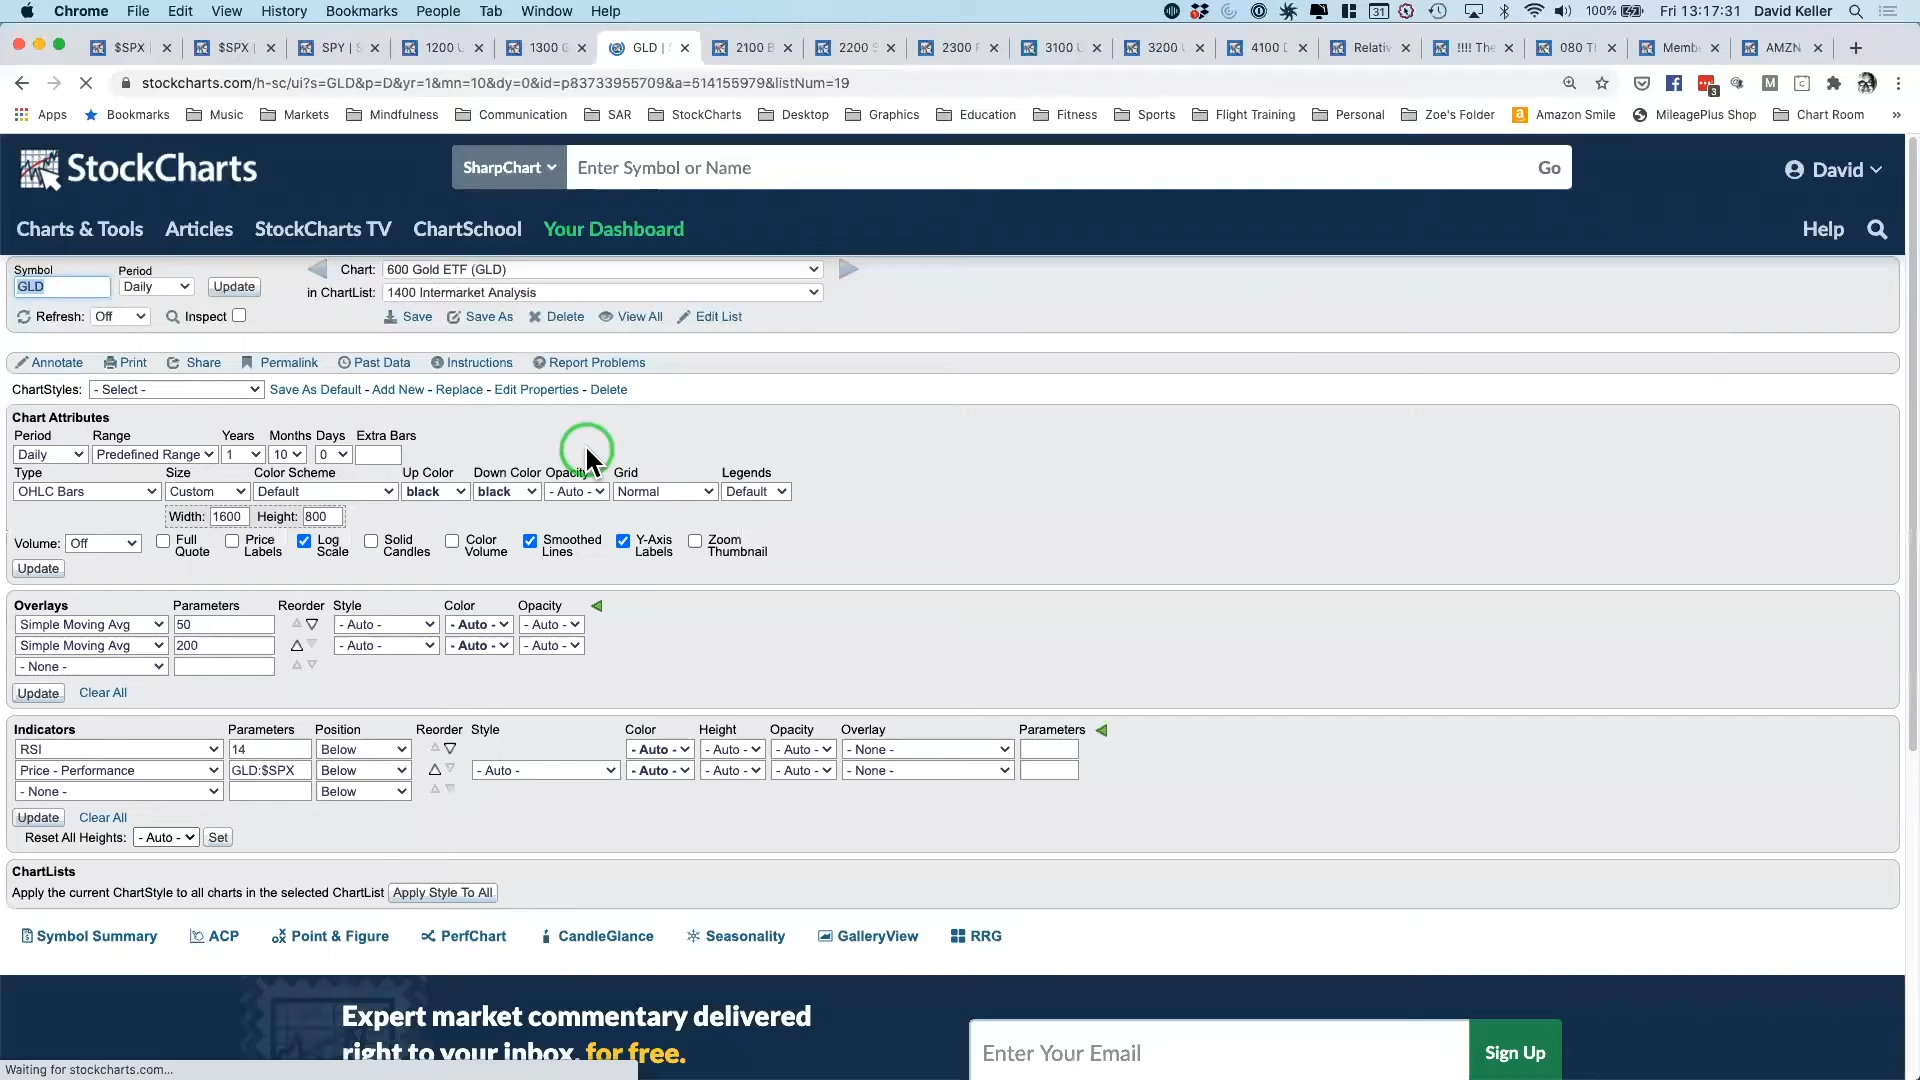 Chrome File Edit View History Bookmarks People Tab Window Help 31 100% Fri 13:17:31 David Keller
$SPX $SPX SPY | S 1200 U 1300 G GLD | S 2100 B 2200 S 2300 F 3100 U 3200 4100 D Relativ !!!! The 080 T Membe AMZN
stockcharts.com/h-sc/ui?s=GLD&p=D&yr=1&mn=10&dy=0&id=p83733955709&a=514155979&listNum=19 3
Apps Bookmarks Music Markets Mindfulness Communication SAR StockCharts Desktop Graphics Education Fitness Sports Flight Training Personal Zoe's Folder Amazon Smile MileagePlus Shop Chart Room »
StockCharts SharpChart Enter Symbol or Name Go David
Charts & Tools Articles StockCharts TV ChartSchool Your Dashboard Help
Symbol Period Chart: 600 Gold ETF (GLD)
GLD Daily Update in ChartList: 1400 Intermarket Analysis
Refresh: Off Inspect Save Save As Delete View All Edit List
Annotate Print Share Permalink Past Data Instructions Report Problems
ChartStyles: - Select - Save As Default - Add New - Replace - Edit Properties - Delete
Chart Attributes
Period Range Years Months Days Extra Bars
Daily Predefined Range 1 10 0
Type Size Color Scheme Up Color Down Color Opacity Grid Legends
OHLC Bars Custom Default black black - Auto - Normal Default
Width: 1600 Height: 800
Volume: Off Full Quote Price Labels Log Scale Solid Candles Color Volume Smoothed Lines Y-Axis Labels Zoom Thumbnail
Update
Overlays Parameters Reorder Style Color Opacity
Simple Moving Avg 50 - Auto - - Auto - - Auto -
Simple Moving Avg 200 - Auto - - Auto - - Auto -
- None -
Update Clear All
Indicators Parameters Position Reorder Style Color Height Opacity Overlay Parameters
RSI 14 Below - Auto - - Auto - - Auto - - None -
Price - Performance GLD:$SPX Below - Auto - - Auto - - Auto - - Auto - - None -
- None - Below
Update Clear All
Reset All Heights: - Auto - Set
ChartLists
Apply the current ChartStyle to all charts in the selected ChartList Apply Style To All
Symbol Summary ACP Point & Figure PerfChart CandleGlance Seasonality GalleryView RRG
Expert market commentary delivered
right to your inbox, for free.
Enter Your Email Sign Up
Waiting for stockcharts.com...